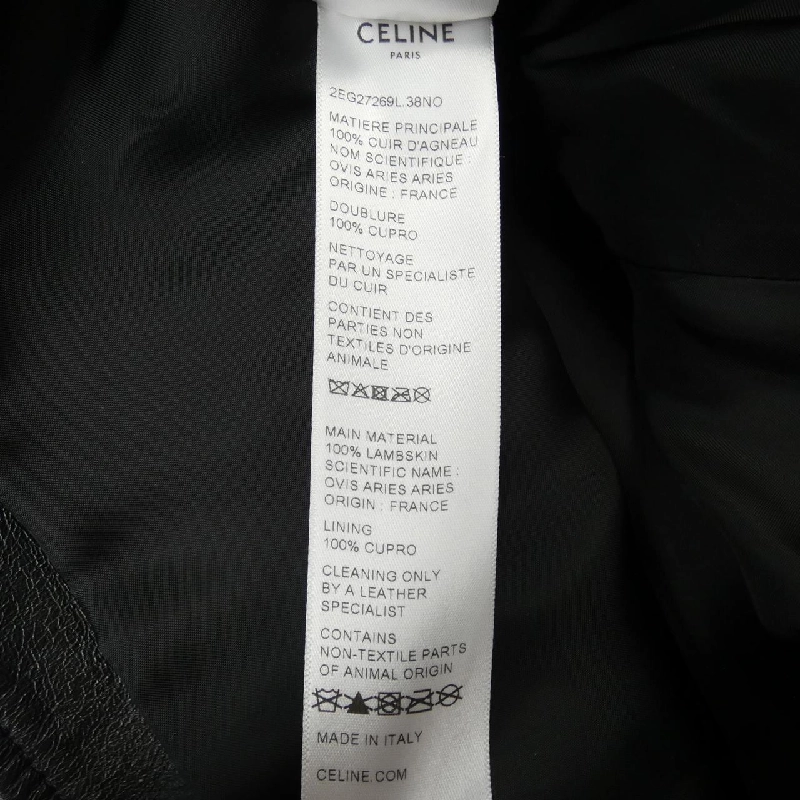 CELINE
PARIS
2EG27269L.38NO
MATIERE PRINCIPALE
100% CUIR D'AGNEAU
NOM SCIENTIFIQUE :
OVIS ARIES ARIES
ORIGINE : FRANCE
DOUBLURE
100% CUPRO
NETTOYAGE
PAR UN SPECIALISTE
DU CUIR
CONTIENT DES
PARTIES NON
TEXTILES D'ORIGINE
ANIMALE
MAIN MATERIAL
100% LAMBSKIN
SCIENTIFIC NAME :
OVIS ARIES ARIES
ORIGIN : FRANCE
LINING
100% CUPRO
CLEANING ONLY
BY A LEATHER
SPECIALIST
CONTAINS
NON-TEXTILE PARTS
OF ANIMAL ORIGIN
MADE IN ITALY
CELINE.COM